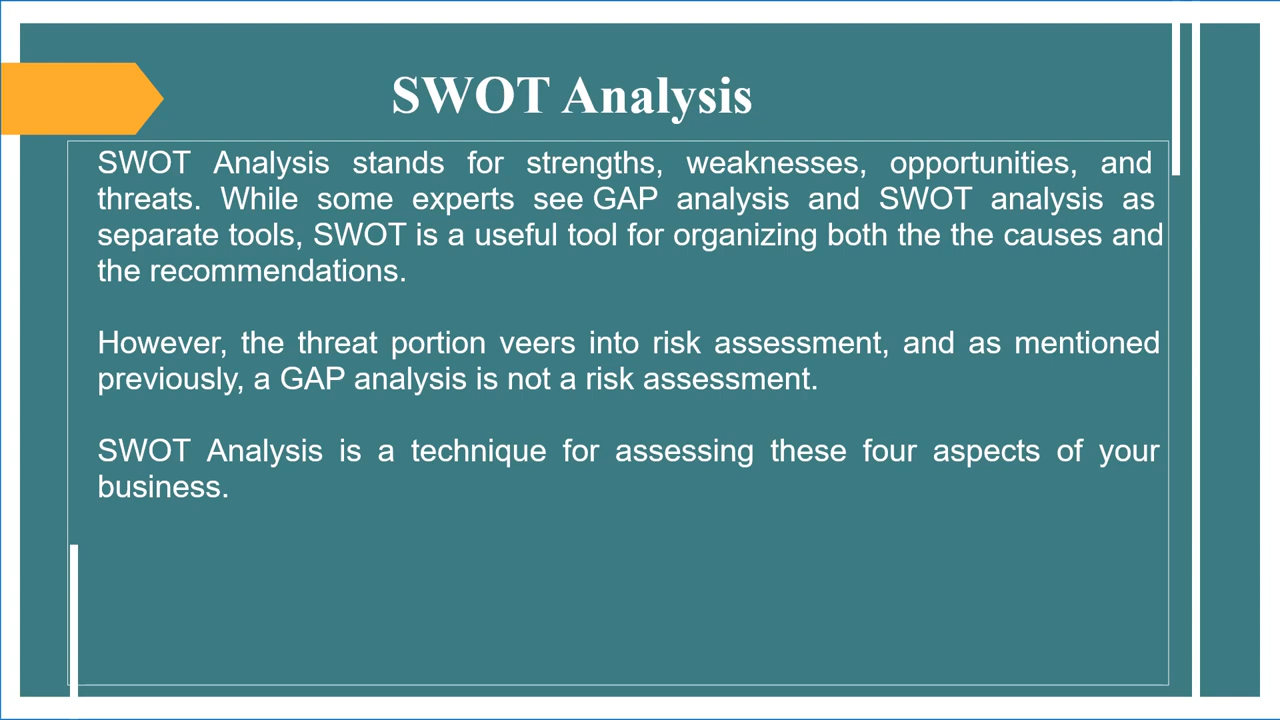 SWOT Analysis
SWOT Analysis stands for strengths, weaknesses, opportunities, and
threats. While some experts see GAP analysis and SWOT analysis as
separate tools, SWOT is a useful tool for organizing both the the causes and
the recommendations.
However, the threat portion veers into risk assessment, and as mentioned
previously, a GAP analysis is not a risk assessment.
SWOT Analysis is a technique for assessing these four aspects of your
business.